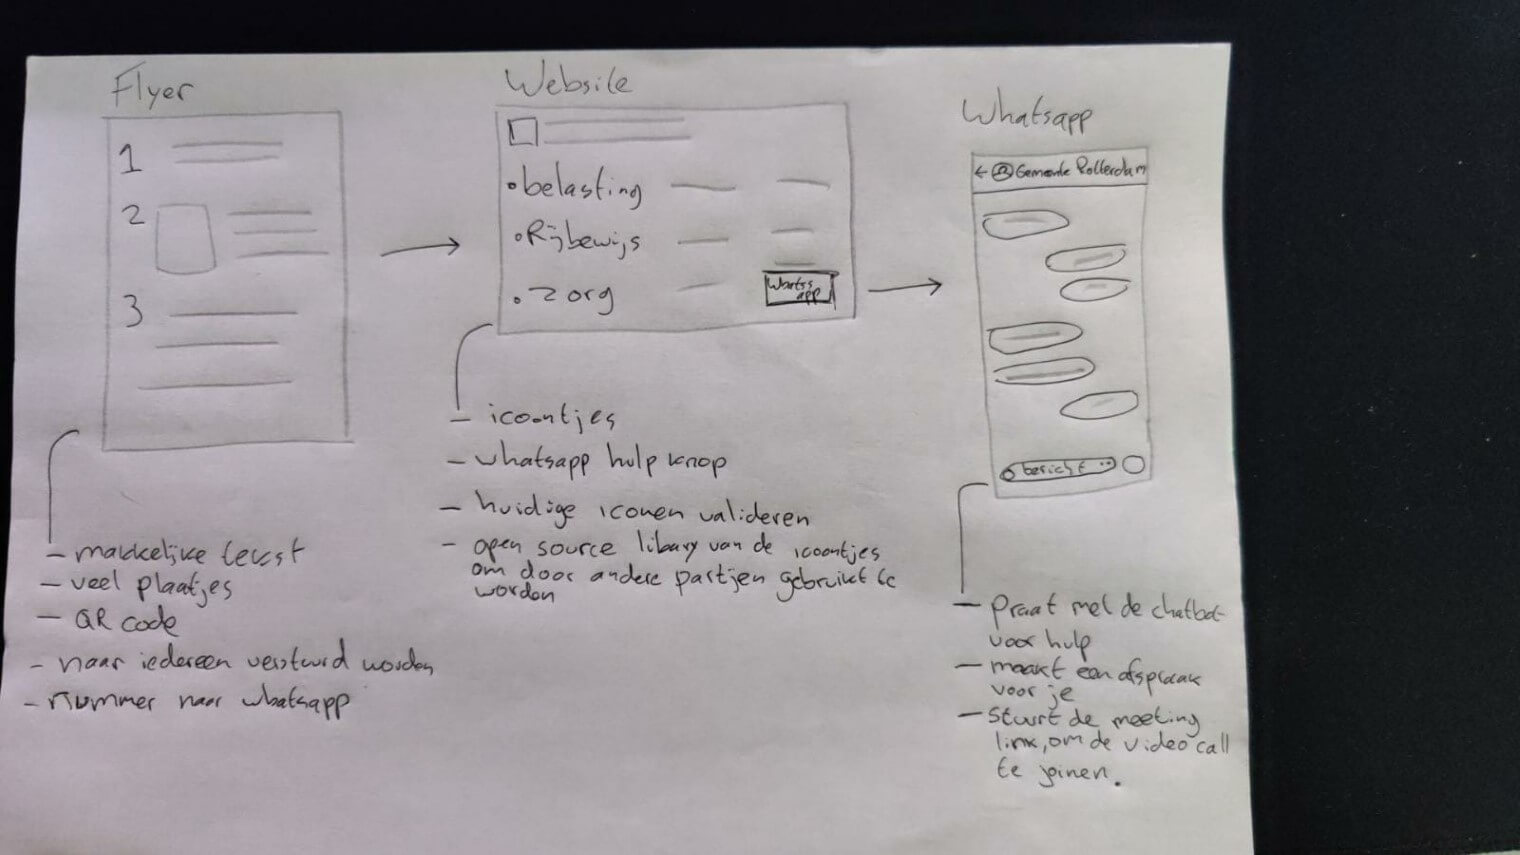 Flyer
1
2
3
- makkelijke tekst
- veel plaatjes
- QR code
- naar iedereen verstuurd worden
- nummer naar whatsapp
Website
• belasting
• Rijbewijs
• zorg
Whats
app
- icoontjes
- whatsapp hulp knop
- huidige iconen valideren
- open source libary van de icoontjes
om door andere partjen gebruikt te
worden
Whatsapp
← Gemeente Rotterdam
bericht ...
- praat met de chatbot
voor hulp
- maakt een afspraak
voor je
- Stuurt de meeting
link, om de video call
te joinen.